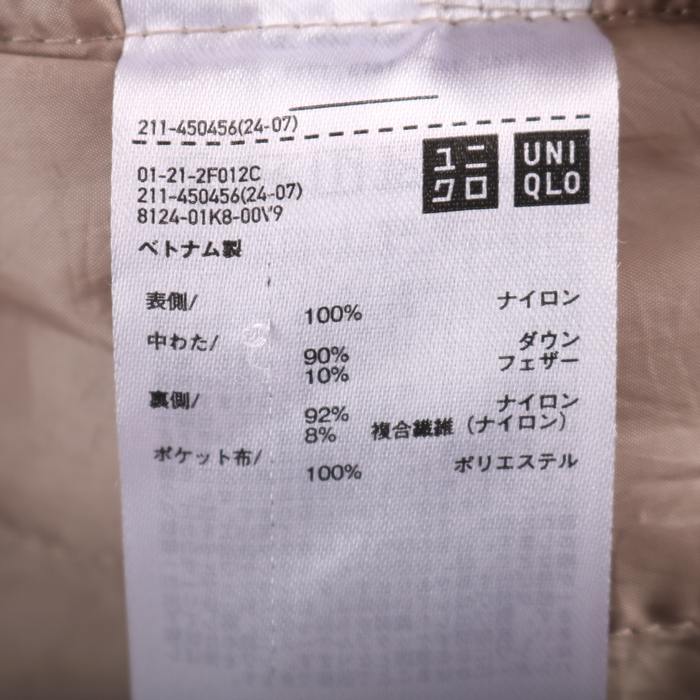 211-450456(24-07)
ユニ
クロ
UNI
QLO
01-21-2F012C
211-450456(24-07)
8124-01K8-00V9
ベトナム製
表側/ 100% ナイロン
中わた/ 90% ダウン
10% フェザー
裏側/ 92% ナイロン
8% 複合繊維（ナイロン）
ポケット布/ 100% ポリエステル